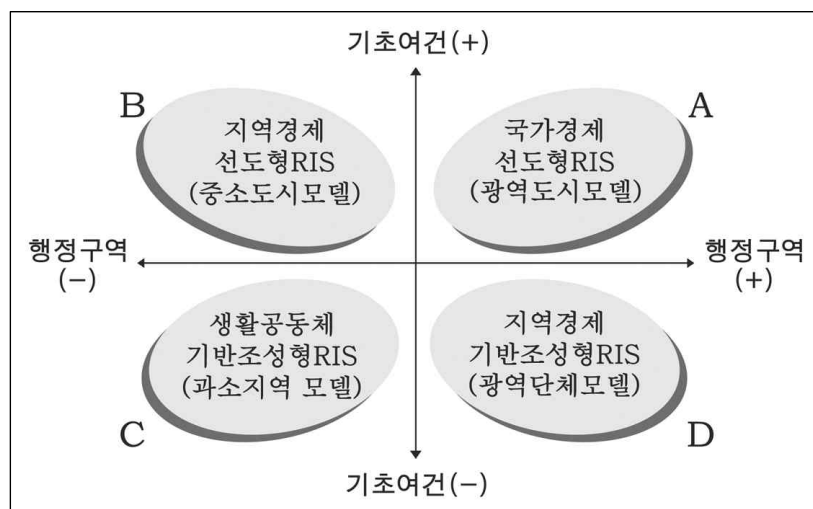 기초여건(+)
B
지역경제
선도형RIS
(중소도시모델)
A
국가경제
선도형RIS
(광역도시모델)
행정구역
(−)
행정구역
(+)
생활공동체
기반조성형RIS
(과소지역 모델)
C
지역경제
기반조성형RIS
(광역단체모델)
D
기초여건(−)